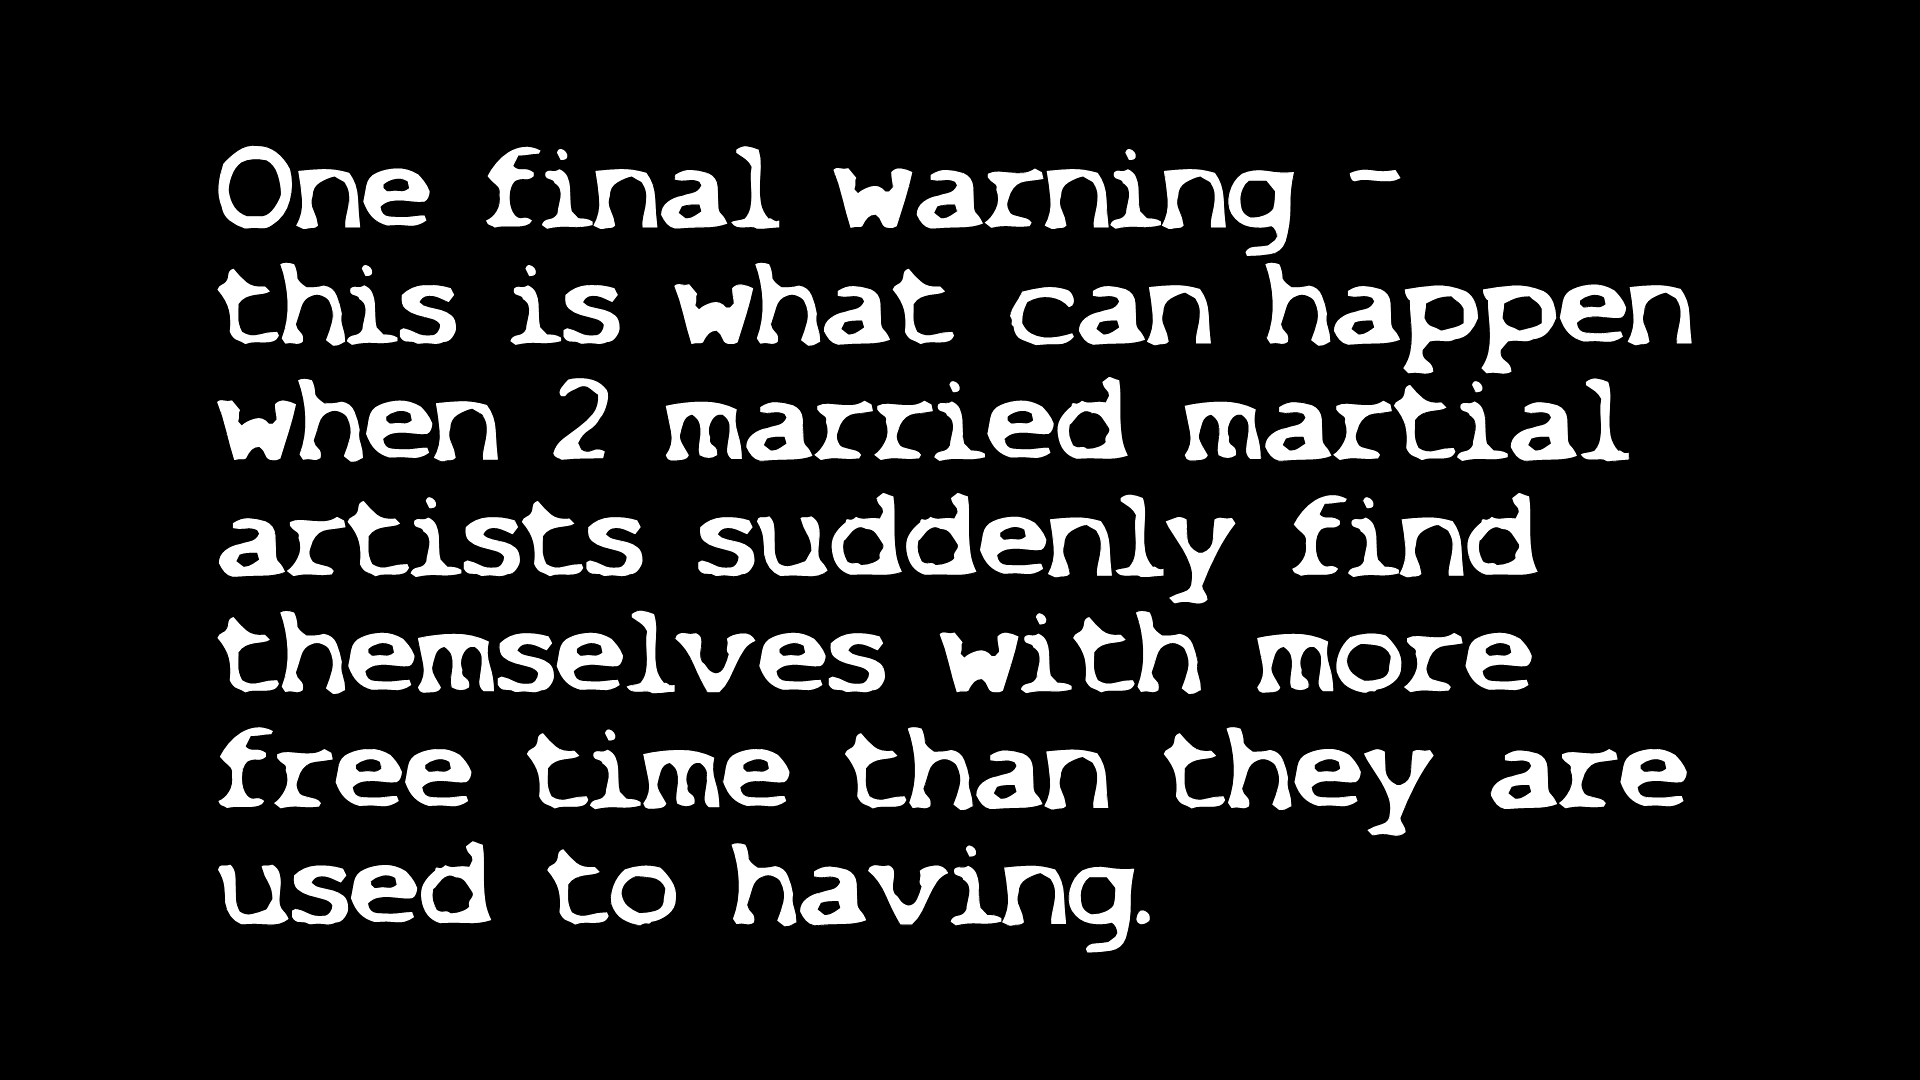 One final warning -
this is what can happen
when 2 married martial
artists suddenly find
themselves with more
free time than they are
used to having.